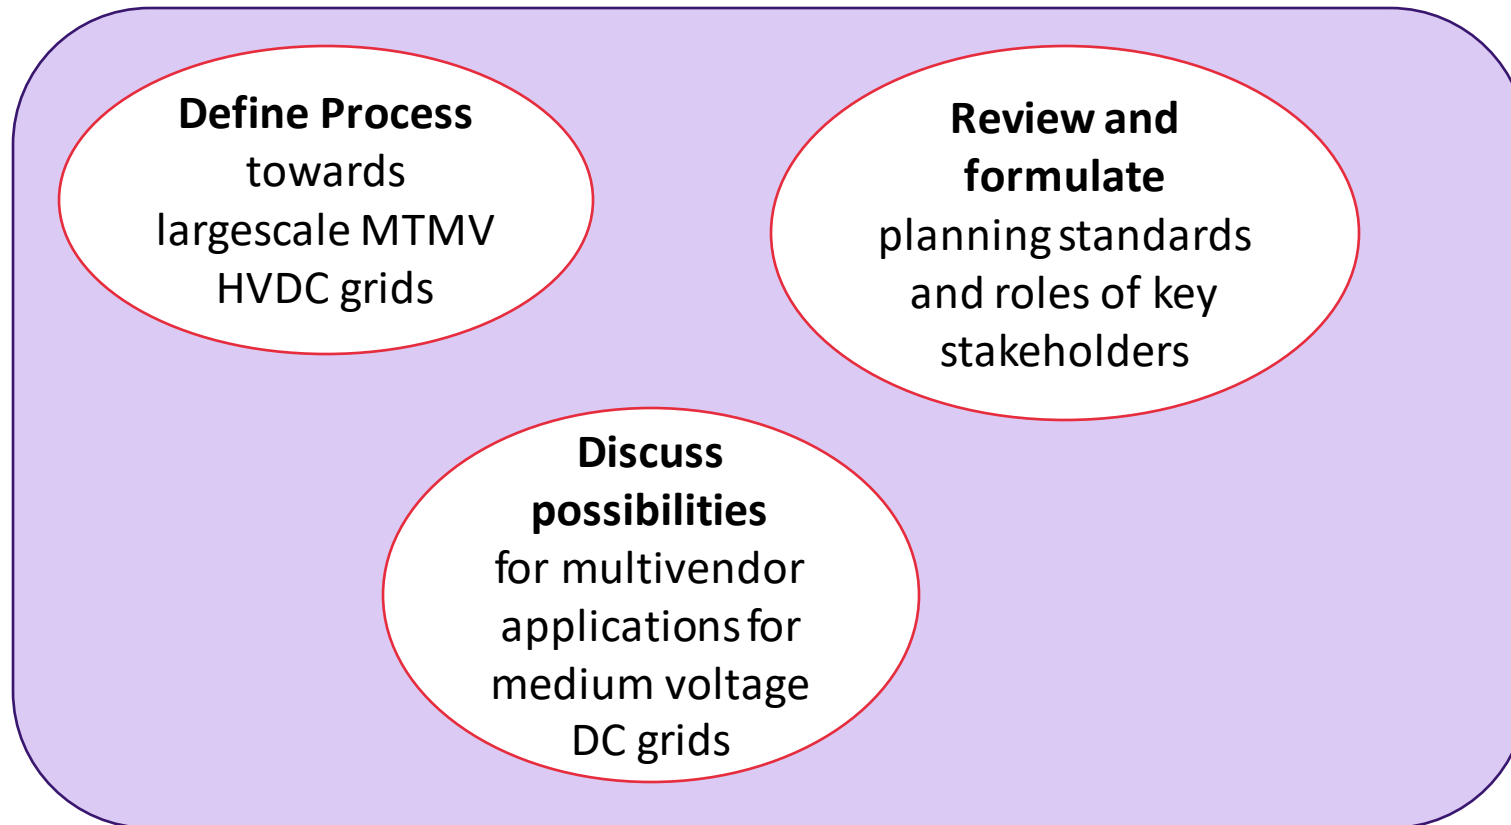 Define Process
towards
largescale MTMV
HVDC grids
Review and
formulate
planning standards
and roles of key
stakeholders
Discuss
possibilities
for multivendor
applications for
medium voltage
DC grids